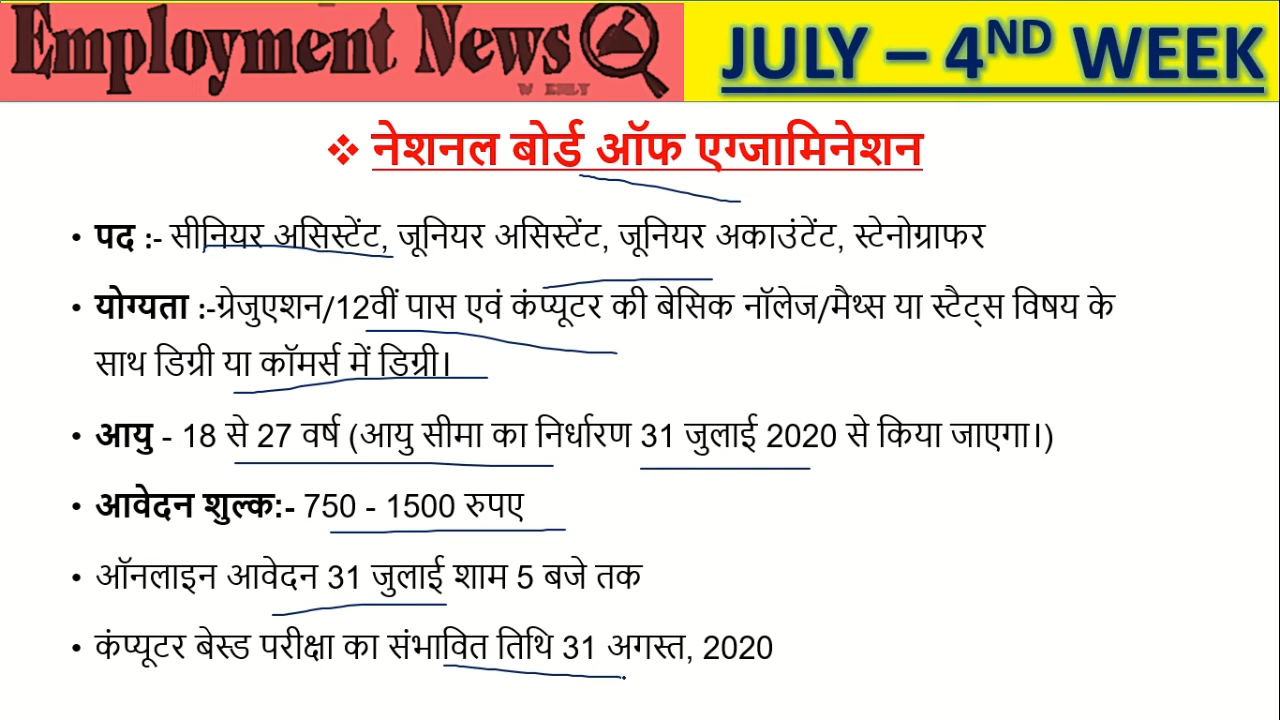 Employment News
W KLY
JULY – 4ND WEEK
❖ नेशनल बोर्ड ऑफ एग्जामिनेशन
• पद :- सीनियर असिस्टेंट, जूनियर असिस्टेंट, जूनियर अकाउंटेंट, स्टेनोग्राफर
• योग्यता :-ग्रेजुएशन/12वीं पास एवं कंप्यूटर की बेसिक नॉलेज/मैथ्स या स्टैट्स विषय के
साथ डिग्री या कॉमर्स में डिग्री।
• आयु - 18 से 27 वर्ष (आयु सीमा का निर्धारण 31 जुलाई 2020 से किया जाएगा।)
• आवेदन शुल्क:- 750 - 1500 रुपए
• ऑनलाइन आवेदन 31 जुलाई शाम 5 बजे तक
• कंप्यूटर बेस्ड परीक्षा का संभावित तिथि 31 अगस्त, 2020